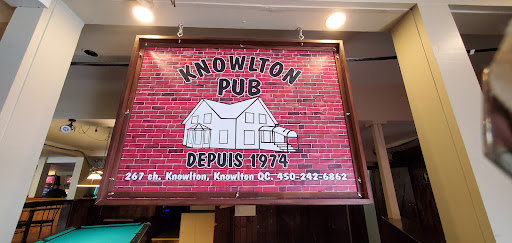 KNOWLTON
PUB
DEPUIS 1974
267 ch. Knowlton, Knowlton QC. 450-242-6862